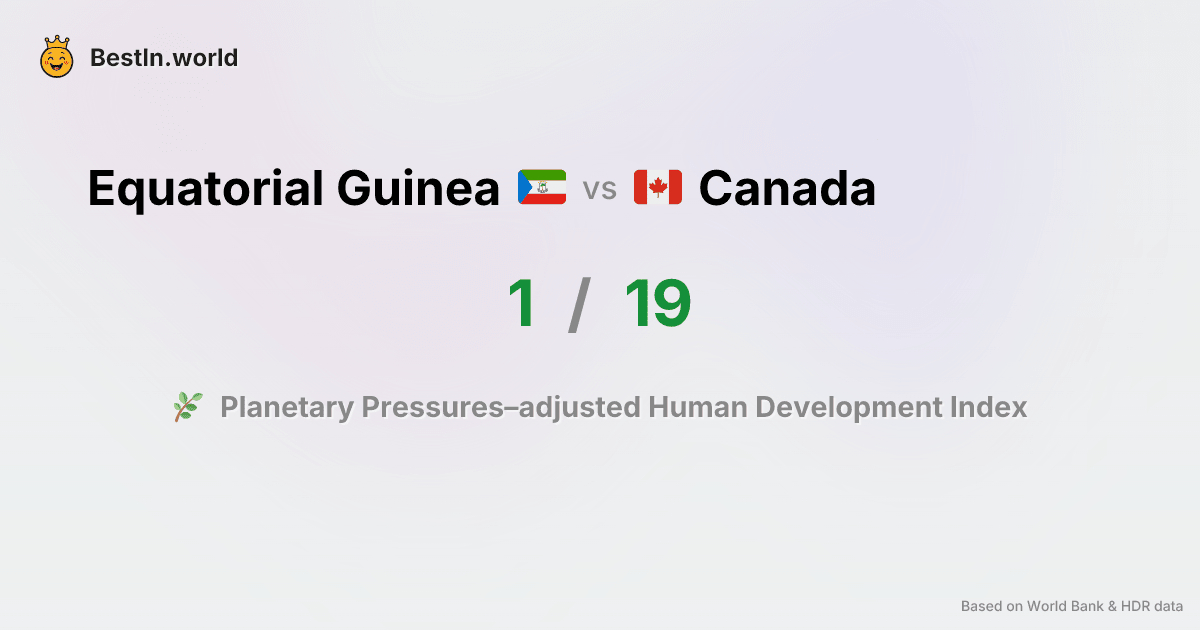 BestIn.world
Equatorial Guinea vs Canada
1 / 19
Planetary Pressures–adjusted Human Development Index
Based on World Bank & HDR data